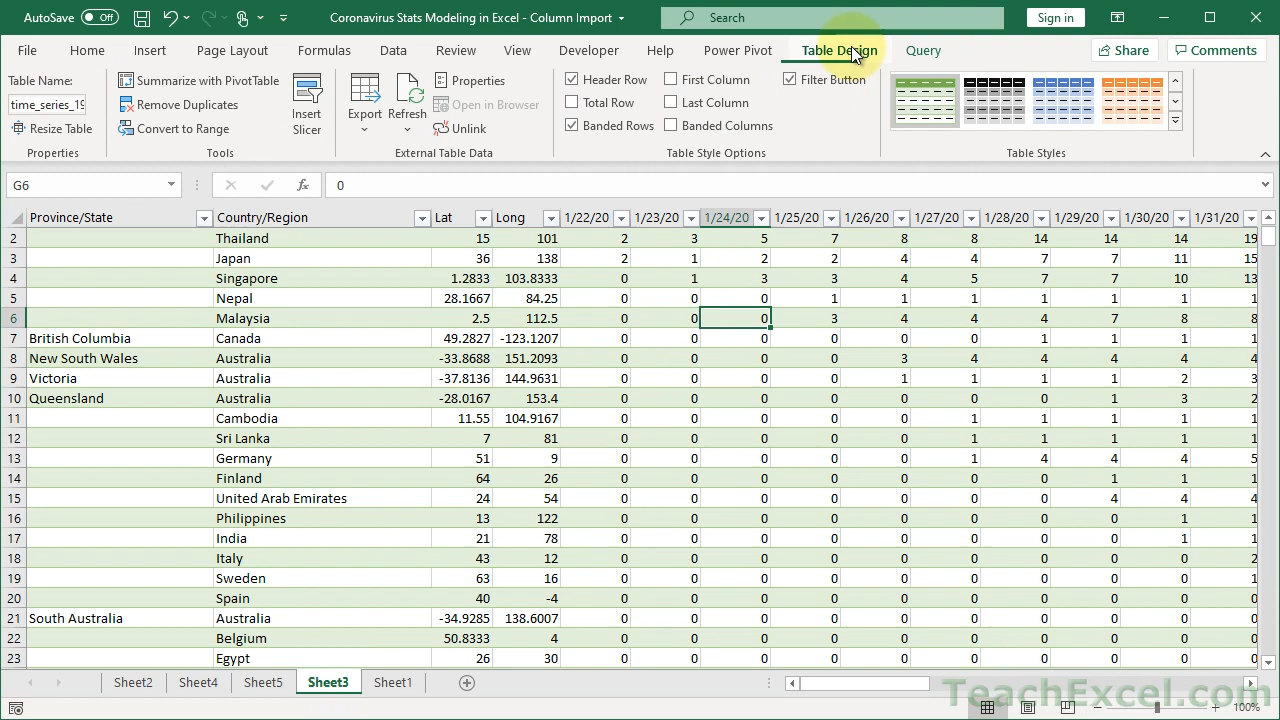 AutoSave Off Coronavirus Stats Modeling in Excel - Column Import Search Sign in
File Home Insert Page Layout Formulas Data Review View Developer Help Power Pivot Table Design Query Share Comments
Table Name: Summarize with PivotTable Properties Header Row First Column Filter Button
time_series_19 Remove Duplicates Insert Slicer Export Refresh Open in Browser Total Row Last Column
Resize Table Convert to Range Unlink Banded Rows Banded Columns
Properties Tools External Table Data Table Style Options Table Styles
G6 fx 0
Province/State Country/Region Lat Long 1/22/20 1/23/20 1/24/20 1/25/20 1/26/20 1/27/20 1/28/20 1/29/20 1/30/20 1/31/20
2 Thailand 15 101 2 3 5 7 8 8 14 14 14 19
3 Japan 36 138 2 1 2 2 4 4 7 7 11 15
4 Singapore 1.2833 103.8333 0 1 3 3 4 5 7 7 10 13
5 Nepal 28.1667 84.25 0 0 0 1 1 1 1 1 1 1
6 Malaysia 2.5 112.5 0 0 0 3 4 4 4 7 8 8
7 British Columbia Canada 49.2827 -123.1207 0 0 0 0 0 0 1 1 1 1
8 New South Wales Australia -33.8688 151.2093 0 0 0 0 3 4 4 4 4 4
9 Victoria Australia -37.8136 144.9631 0 0 0 0 1 1 1 1 2 3
10 Queensland Australia -28.0167 153.4 0 0 0 0 0 0 0 1 3 2
11 Cambodia 11.55 104.9167 0 0 0 0 0 1 1 1 1 1
12 Sri Lanka 7 81 0 0 0 0 0 1 1 1 1 1
13 Germany 51 9 0 0 0 0 0 1 4 4 4 5
14 Finland 64 26 0 0 0 0 0 0 0 1 1 1
15 United Arab Emirates 24 54 0 0 0 0 0 0 0 4 4 4
16 Philippines 13 122 0 0 0 0 0 0 0 0 1 1
17 India 21 78 0 0 0 0 0 0 0 0 1 1
18 Italy 43 12 0 0 0 0 0 0 0 0 0 2
19 Sweden 63 16 0 0 0 0 0 0 0 0 0 1
20 Spain 40 -4 0 0 0 0 0 0 0 0 0 0
21 South Australia Australia -34.9285 138.6007 0 0 0 0 0 0 0 0 0 0
22 Belgium 50.8333 4 0 0 0 0 0 0 0 0 0 0
23 Egypt 26 30 0 0 0 0 0 0 0 0 0 0
Sheet2 Sheet4 Sheet5 Sheet3 Sheet1
TeachExcel.com
100%